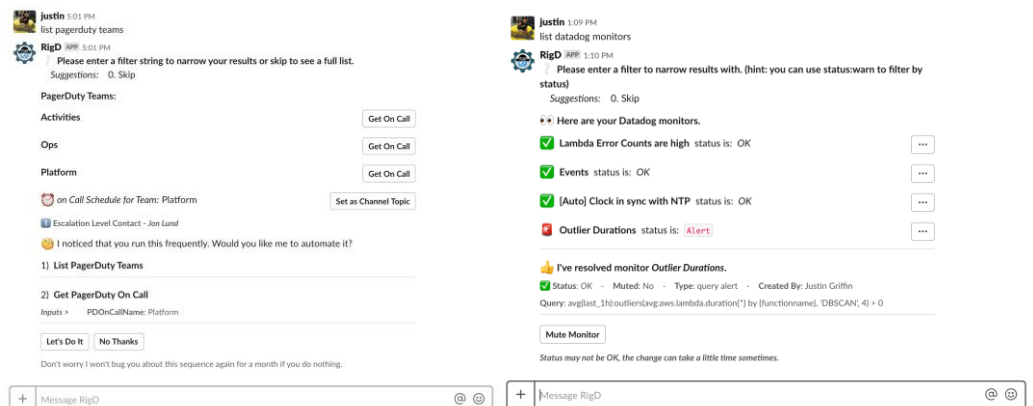 justin 5:01 PM
list pagerduty teams
RigD APP 5:01 PM
Please enter a filter string to narrow your results or skip to see a full list.
Suggestions: 0. Skip
PagerDuty Teams:
Activities Get On Call
Ops Get On Call
Platform Get On Call
on Call Schedule for Team: Platform Set as Channel Topic
Escalation Level Contact - Jon Lund
I noticed that you run this frequently. Would you like me to automate it?
1) List PagerDuty Teams
2) Get PagerDuty On Call
Inputs > PDOnCallName: Platform
Let's Do It No Thanks
Don't worry I won't bug you about this sequence again for a month if you do nothing.
+ Message RigD @
justin 1:09 PM
list datadog monitors
RigD APP 1:10 PM
Please enter a filter to narrow results with. (hint: you can use status:warn to filter by
status)
Suggestions: 0. Skip
Here are your Datadog monitors.
Lambda Error Counts are high status is: OK ...
Events status is: OK ...
[Auto] Clock in sync with NTP status is: OK ...
Outlier Durations status is: Alert ...
I've resolved monitor Outlier Durations.
Status: OK - Muted: No - Type: query alert - Created By: Justin Griffin
Query: avg(last_1h):outliers(avg:aws.lambda.duration{*} by {functionname}, 'DBSCAN', 4) > 0
Mute Monitor
Status may not be OK, the change can take a little time sometimes.
+ Message RigD @